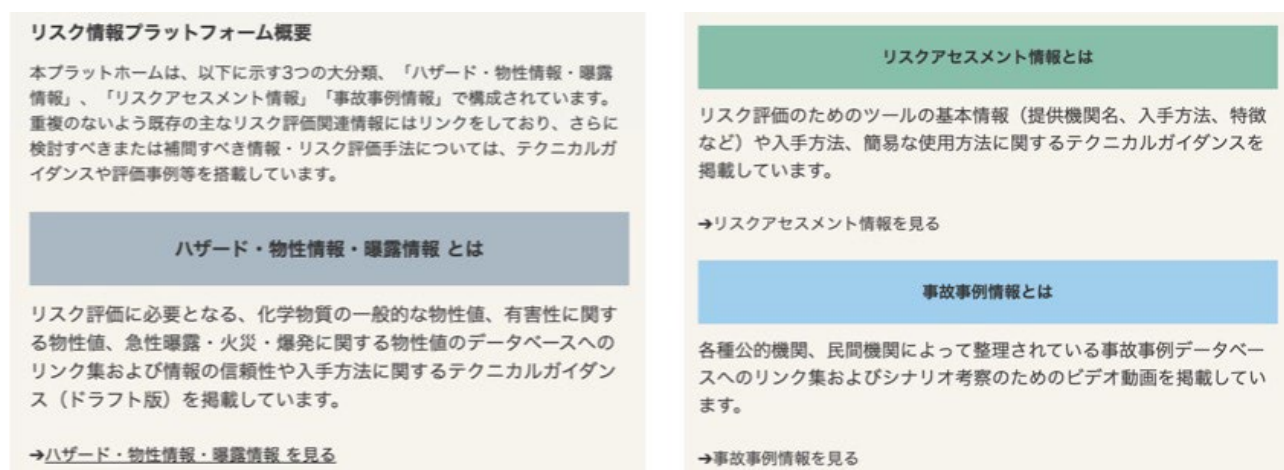 リスク情報プラットフォーム概要
本プラットホームは、以下に示す3つの大分類、「ハザード・物性情報・曝露
情報」、「リスクアセスメント情報」「事故事例情報」で構成されています。
重複のないよう既存の主なリスク評価関連情報にはリンクをしており、さらに
検討すべきまたは補間すべき情報・リスク評価手法については、テクニカルガ
イダンスや評価事例等を搭載しています。
ハザード・物性情報・曝露情報 とは
リスク評価に必要となる、化学物質の一般的な物性値、有害性に関す
る物性値、急性曝露・火災・爆発に関する物性値のデータベースへの
リンク集および情報の信頼性や入手方法に関するテクニカルガイダン
ス（ドラフト版）を掲載しています。
➔ハザード・物性情報・曝露情報 を見る
リスクアセスメント情報とは
リスク評価のためのツールの基本情報（提供機関名、入手方法、特徴
など）や入手方法、簡易な使用方法に関するテクニカルガイダンスを
掲載しています。
➔リスクアセスメント情報を見る
事故事例情報とは
各種公的機関、民間機関によって整理されている事故事例データベー
スへのリンク集およびシナリオ考察のためのビデオ動画を掲載してい
ます。
➔事故事例情報を見る